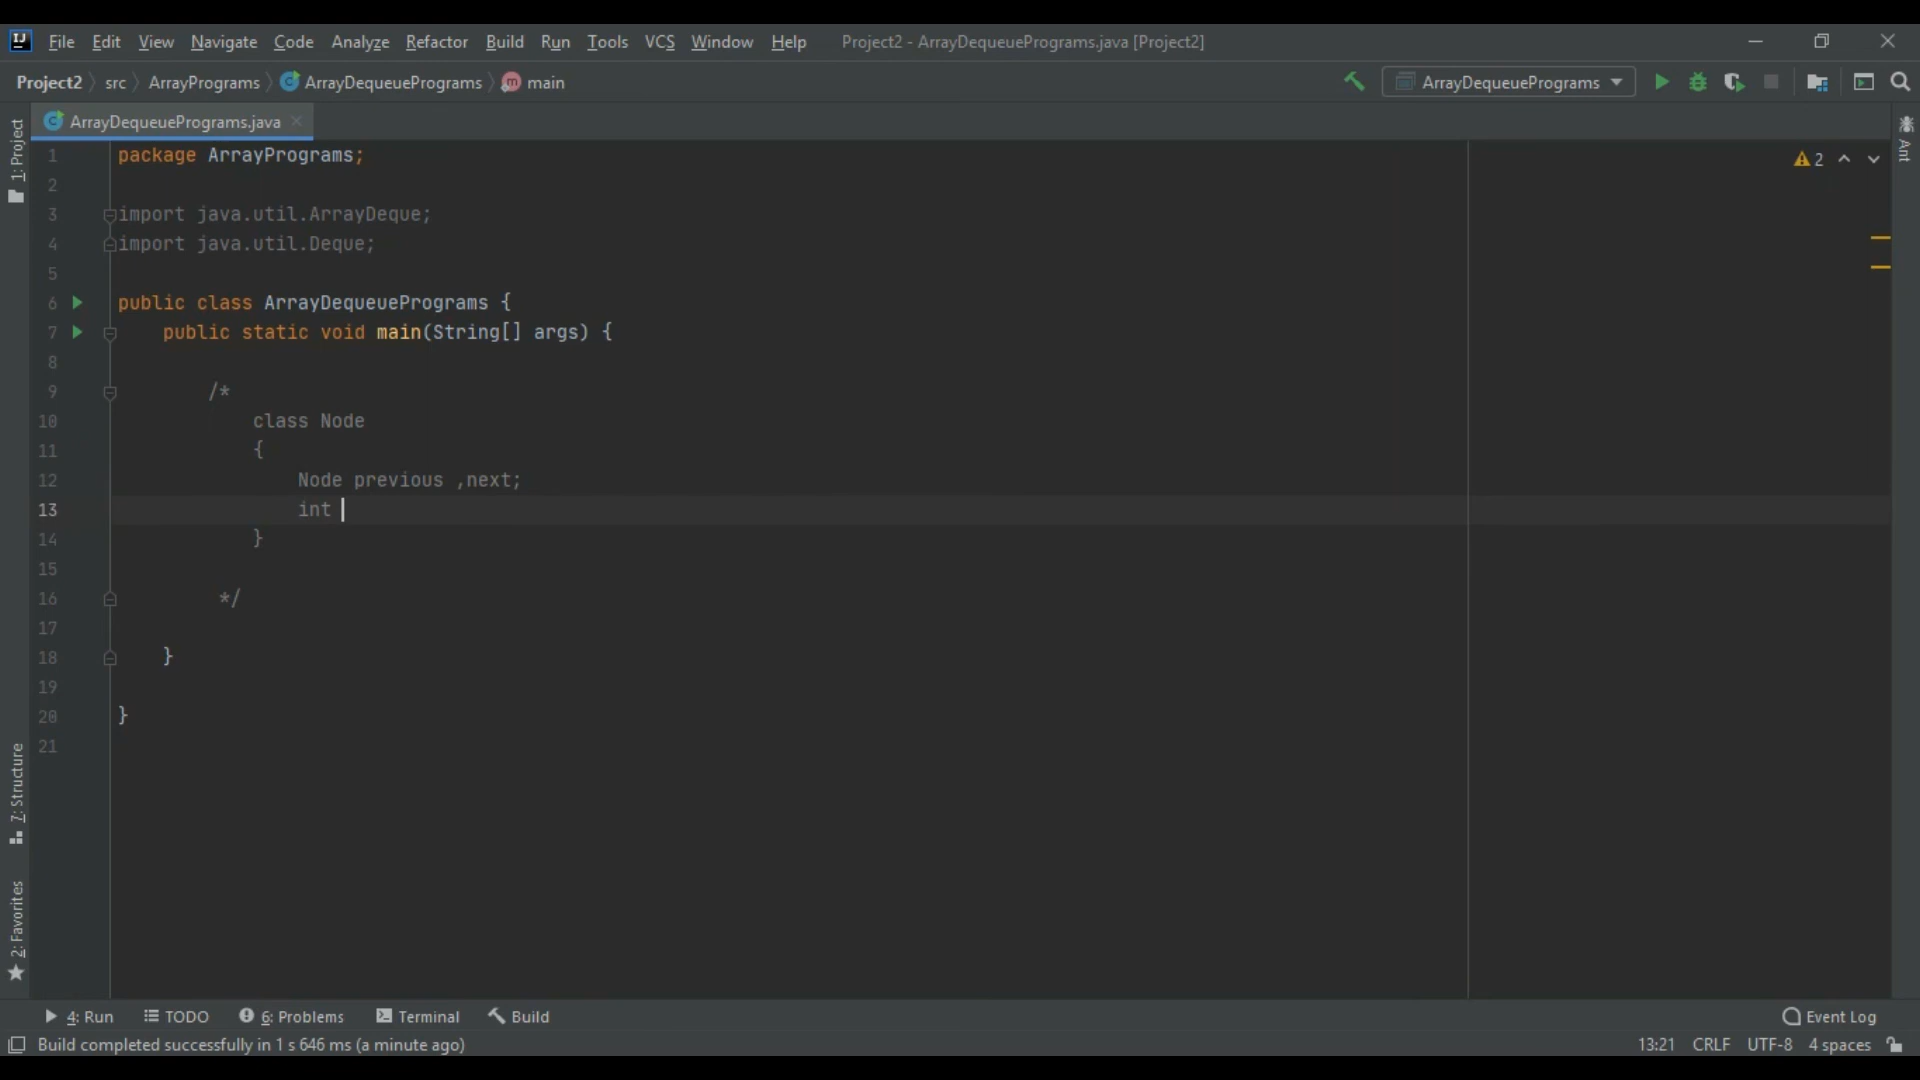 IJ File Edit View Navigate Code Analyze Refactor Build Run Tools VCS Window Help Project2 - ArrayDequeuePrograms.java [Project2]
Project2 src ArrayPrograms ArrayDequeuePrograms main ArrayDequeuePrograms
ArrayDequeuePrograms.java
1 package ArrayPrograms;
2
3 import java.util.ArrayDeque;
4 import java.util.Deque;
5
6 public class ArrayDequeuePrograms {
7 public static void main(String[] args) {
8
9 /*
10 class Node
11 {
12 Node previous ,next;
13 int
14 }
15
16 */
17
18 }
19
20 }
21
2
1: Project
7: Structure
2: Favorites
Ant
4: Run TODO 6: Problems Terminal Build Event Log
Build completed successfully in 1 s 646 ms (a minute ago) 13:21 CRLF UTF-8 4 spaces